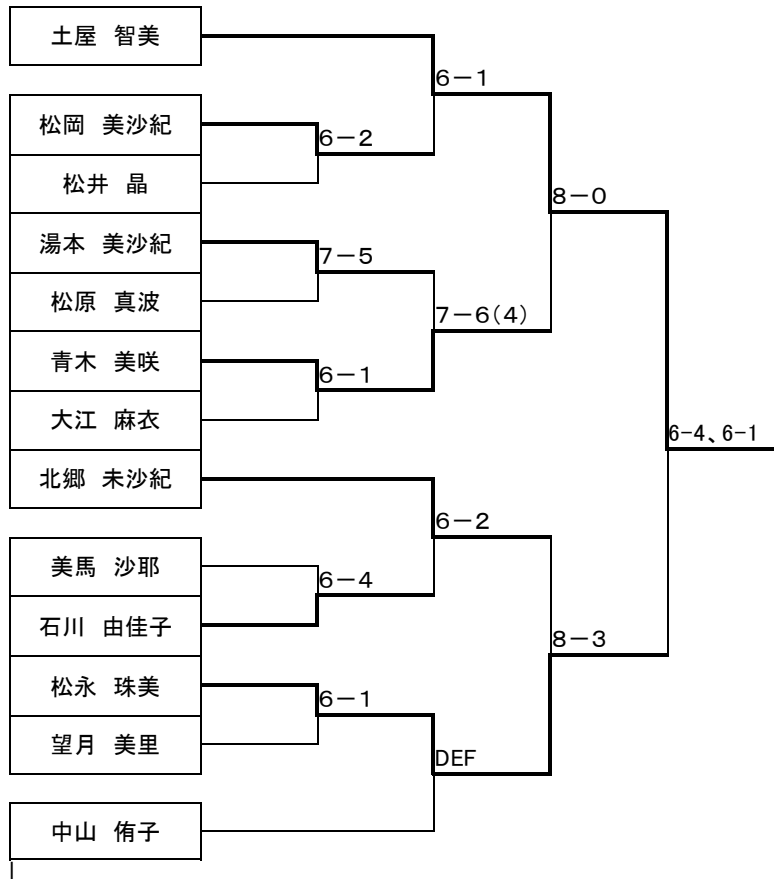 土屋 智美
6－1
松岡 美沙紀
6－2
松井 晶
8－0
湯本 美沙紀
7－5
松原 真波
7－6(4)
青木 美咲
6－1
大江 麻衣
6-4、6-1
北郷 未沙紀
6－2
美馬 沙耶
6－4
石川 由佳子
8－3
松永 珠美
6－1
望月 美里
DEF
中山 侑子